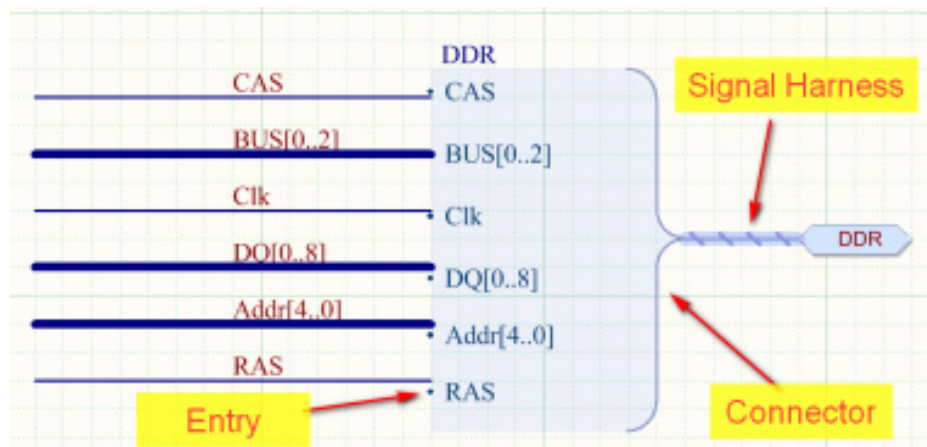 DDR
CAS
CAS
Signal Harness
BUS[0..2]
BUS[0..2]
Clk
Clk
DDR
DQ[0..8]
DQ[0..8]
Addr[4..0]
Addr[4..0]
RAS
RAS
Entry
Connector